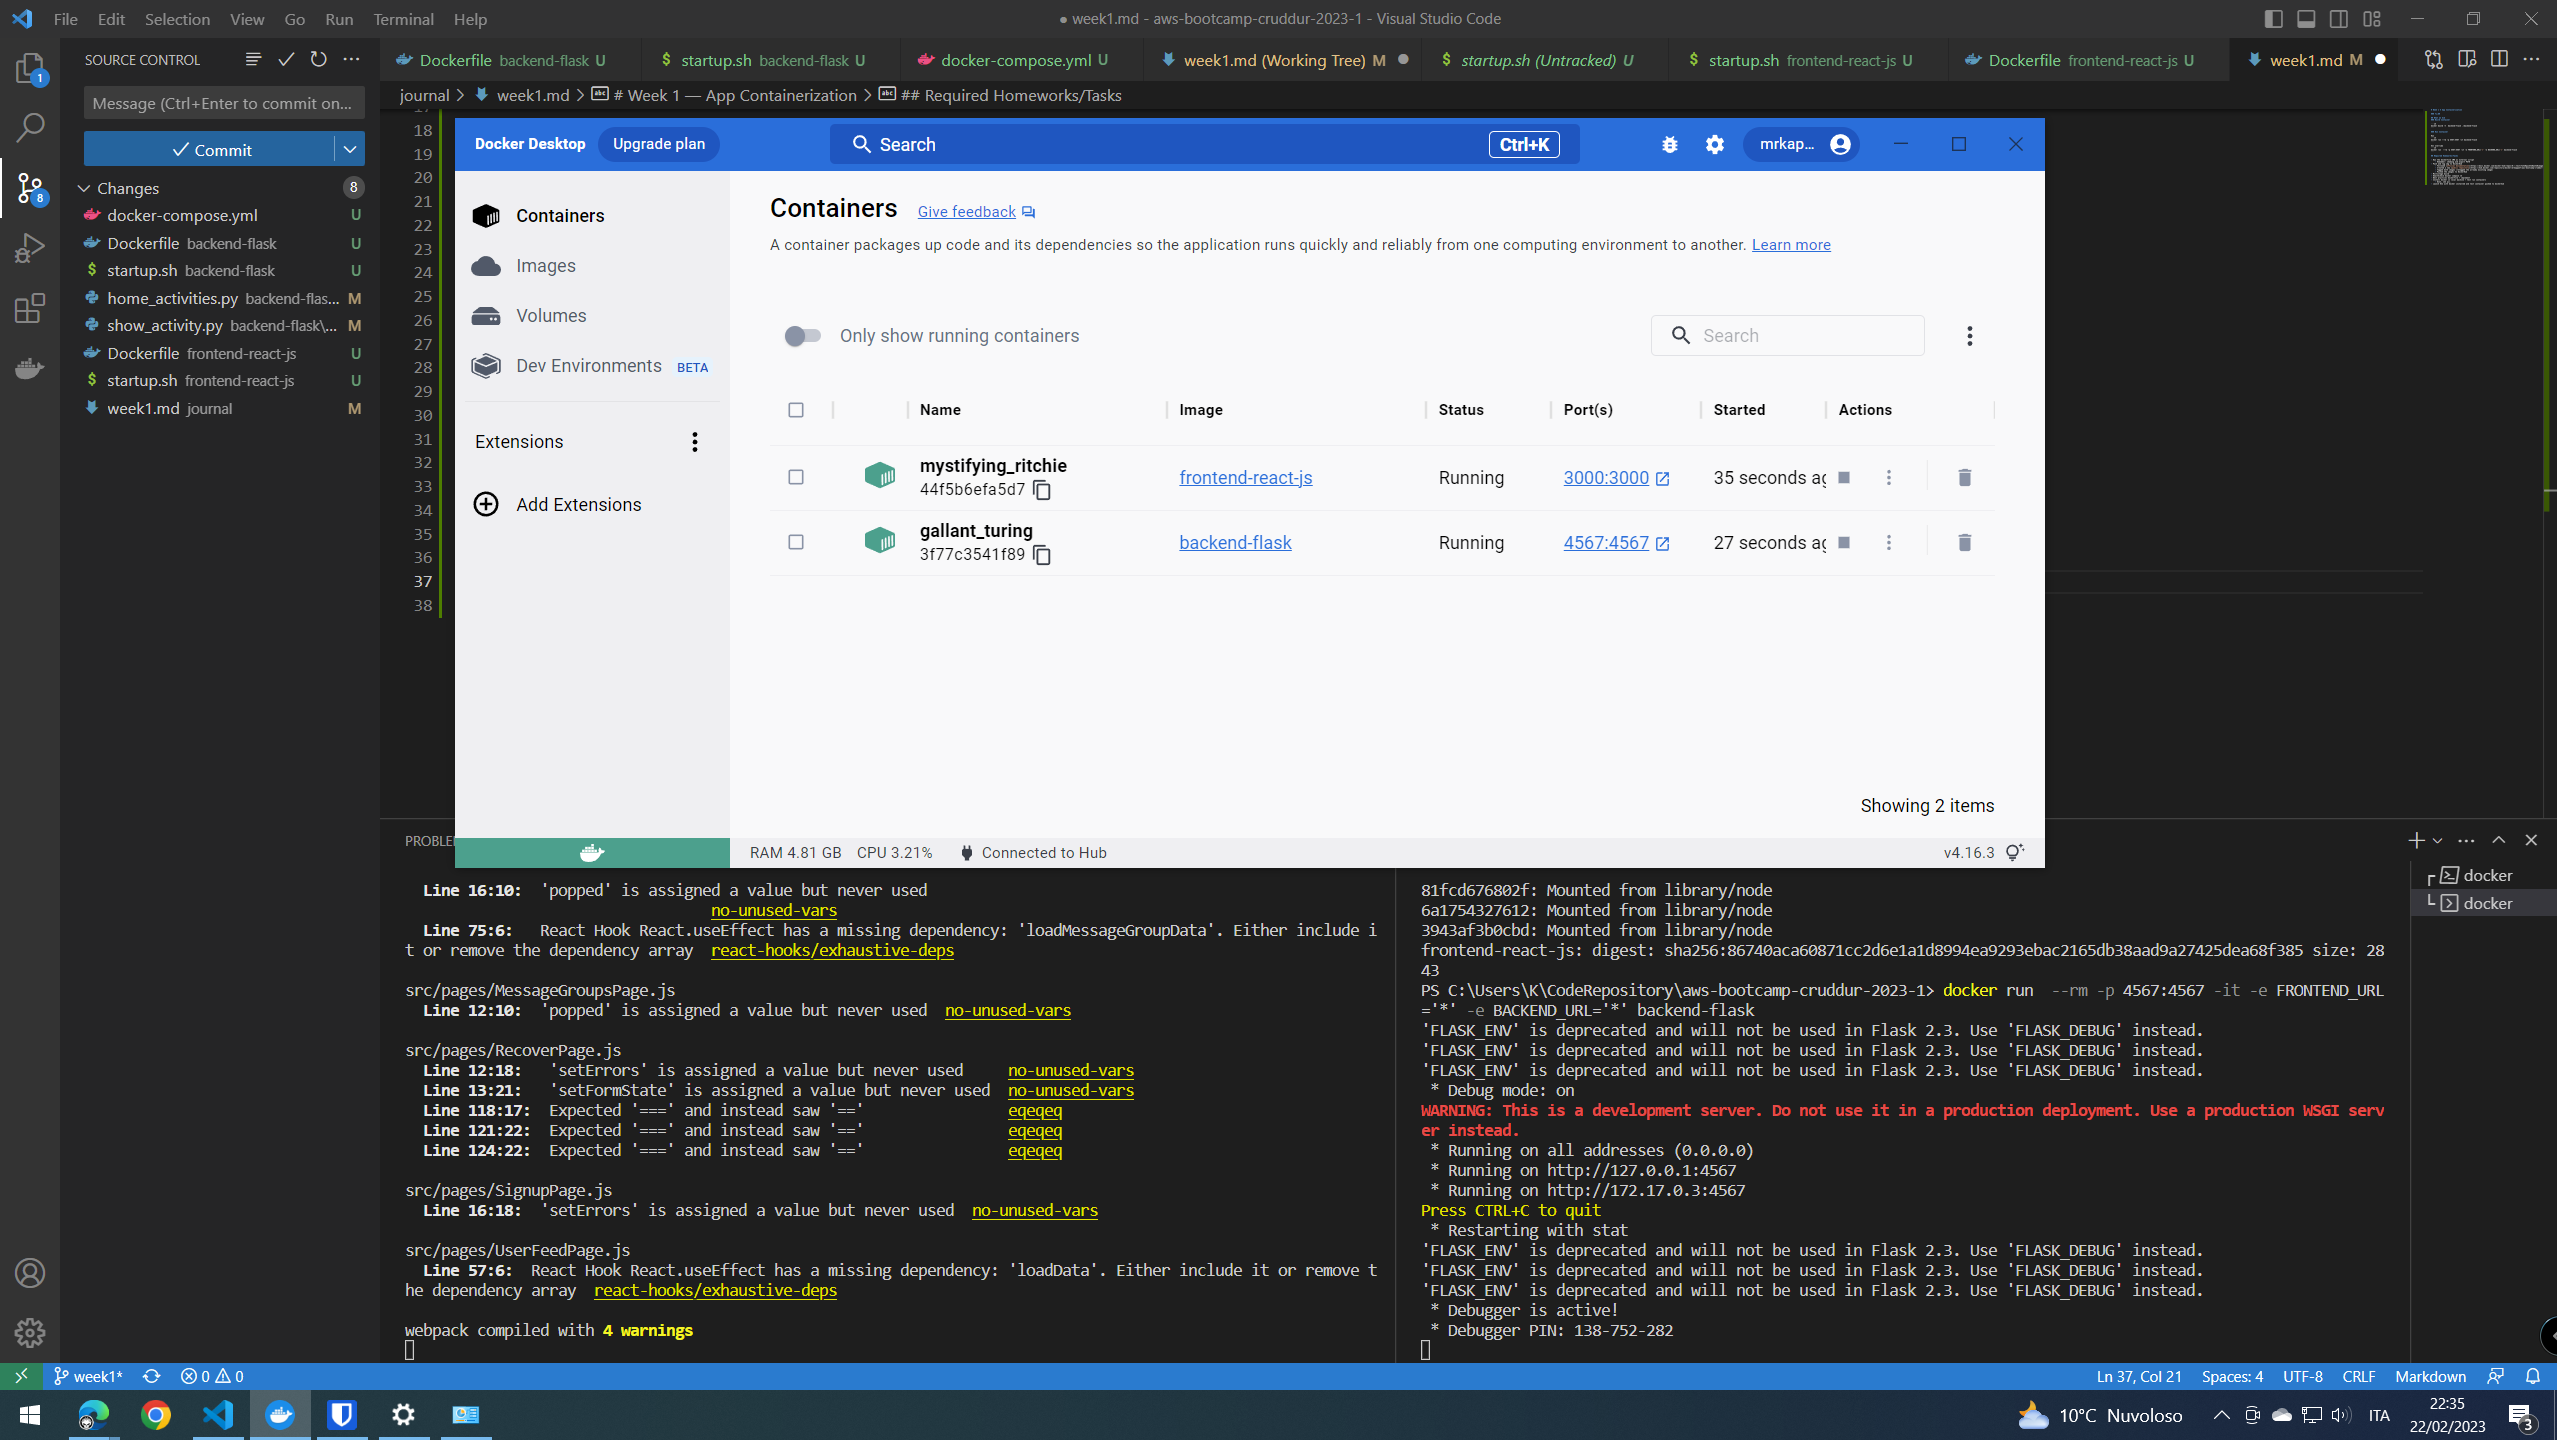 File Edit Selection View Go Run Terminal Help
● week1.md - aws-bootcamp-cruddur-2023-1 - Visual Studio Code
SOURCE CONTROL
Dockerfile backend-flask U
startup.sh backend-flask U
docker-compose.yml U
week1.md (Working Tree) M
startup.sh (Untracked) U
startup.sh frontend-react-js U
Dockerfile frontend-react-js U
week1.md M
journal > week1.md > # Week 1 — App Containerization > ## Required Homeworks/Tasks
1
8
Message (Ctrl+Enter to commit on...
Commit
Changes 8
docker-compose.yml U
Dockerfile backend-flask U
startup.sh backend-flask U
home_activities.py backend-flas... M
show_activity.py backend-flask\... M
Dockerfile frontend-react-js U
startup.sh frontend-react-js U
week1.md journal M
18
19
20
21
22
23
24
25
26
27
28
29
30
31
32
33
34
35
36
37
38
Docker Desktop Upgrade plan Search Ctrl+K mrkap...
Containers
Images
Volumes
Dev Environments BETA
Extensions
Add Extensions
Containers Give feedback
A container packages up code and its dependencies so the application runs quickly and reliably from one computing environment to another. Learn more
Only show running containers
Search
Name Image Status Port(s) Started Actions
mystifying_ritchie
44f5b6efa5d7
frontend-react-js Running 3000:3000 35 seconds ag
gallant_turing
3f77c3541f89
backend-flask Running 4567:4567 27 seconds ag
Showing 2 items
RAM 4.81 GB CPU 3.21% Connected to Hub v4.16.3
PROBLE
Line 16:10: 'popped' is assigned a value but never used
no-unused-vars
Line 75:6: React Hook React.useEffect has a missing dependency: 'loadMessageGroupData'. Either include i
t or remove the dependency array react-hooks/exhaustive-deps
src/pages/MessageGroupsPage.js
Line 12:10: 'popped' is assigned a value but never used no-unused-vars
src/pages/RecoverPage.js
Line 12:18: 'setErrors' is assigned a value but never used no-unused-vars
Line 13:21: 'setFormState' is assigned a value but never used no-unused-vars
Line 118:17: Expected '===' and instead saw '==' eqeqeq
Line 121:22: Expected '===' and instead saw '==' eqeqeq
Line 124:22: Expected '===' and instead saw '==' eqeqeq
src/pages/SignupPage.js
Line 16:18: 'setErrors' is assigned a value but never used no-unused-vars
src/pages/UserFeedPage.js
Line 57:6: React Hook React.useEffect has a missing dependency: 'loadData'. Either include it or remove t
he dependency array react-hooks/exhaustive-deps
webpack compiled with 4 warnings
81fcd676802f: Mounted from library/node
6a1754327612: Mounted from library/node
3943af3b0cbd: Mounted from library/node
frontend-react-js: digest: sha256:86740aca60871cc2d6e1a1d8994ea9293ebac2165db38aad9a27425dea68f385 size: 28
43
PS C:\Users\K\CodeRepository\aws-bootcamp-cruddur-2023-1> docker run --rm -p 4567:4567 -it -e FRONTEND_URL
='*' -e BACKEND_URL='*' backend-flask
'FLASK_ENV' is deprecated and will not be used in Flask 2.3. Use 'FLASK_DEBUG' instead.
'FLASK_ENV' is deprecated and will not be used in Flask 2.3. Use 'FLASK_DEBUG' instead.
'FLASK_ENV' is deprecated and will not be used in Flask 2.3. Use 'FLASK_DEBUG' instead.
* Debug mode: on
WARNING: This is a development server. Do not use it in a production deployment. Use a production WSGI serv
er instead.
* Running on all addresses (0.0.0.0)
* Running on http://127.0.0.1:4567
* Running on http://172.17.0.3:4567
Press CTRL+C to quit
* Restarting with stat
'FLASK_ENV' is deprecated and will not be used in Flask 2.3. Use 'FLASK_DEBUG' instead.
'FLASK_ENV' is deprecated and will not be used in Flask 2.3. Use 'FLASK_DEBUG' instead.
'FLASK_ENV' is deprecated and will not be used in Flask 2.3. Use 'FLASK_DEBUG' instead.
* Debugger is active!
* Debugger PIN: 138-752-282
docker
docker
week1* 0 0 Ln 37, Col 21 Spaces: 4 UTF-8 CRLF Markdown
10°C Nuvoloso ITA 22:35
22/02/2023 3